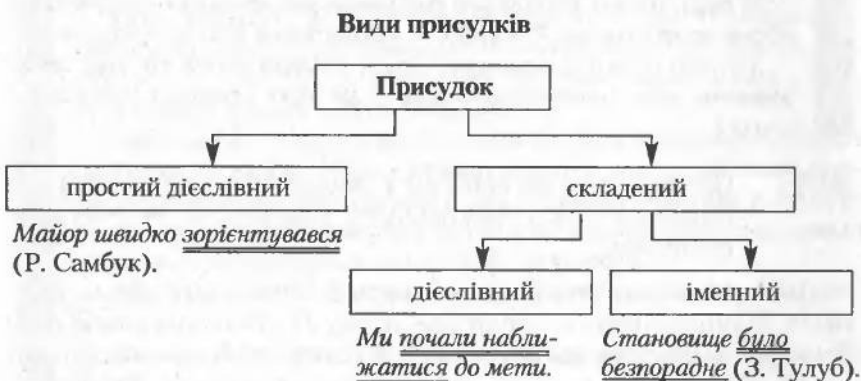 Види присудків
Присудок
простий дієслівний
складений
Майор швидко зорієнтувався
(Р. Самбук).
дієслівний
іменний
Ми почали набли-
жатися до мети.
Становище було
безпорадне (З. Тулуб).